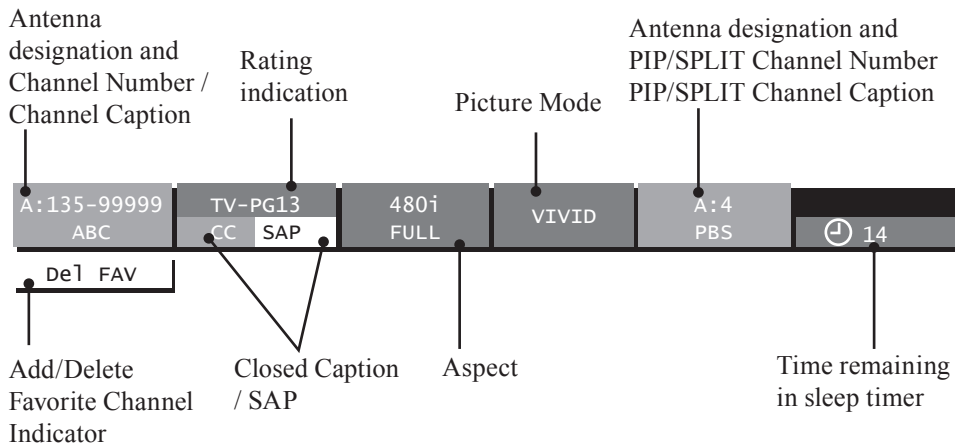 Antenna
designation and
Channel Number /
Channel Caption
Rating
indication
Picture Mode
Antenna designation and
PIP/SPLIT Channel Number
PIP/SPLIT Channel Caption
A:135-99999
ABC
TV-PG13
CC SAP
480i
FULL
VIVID
A:4
PBS
14
Del FAV
Add/Delete
Favorite Channel
Indicator
Closed Caption
/ SAP
Aspect
Time remaining
in sleep timer